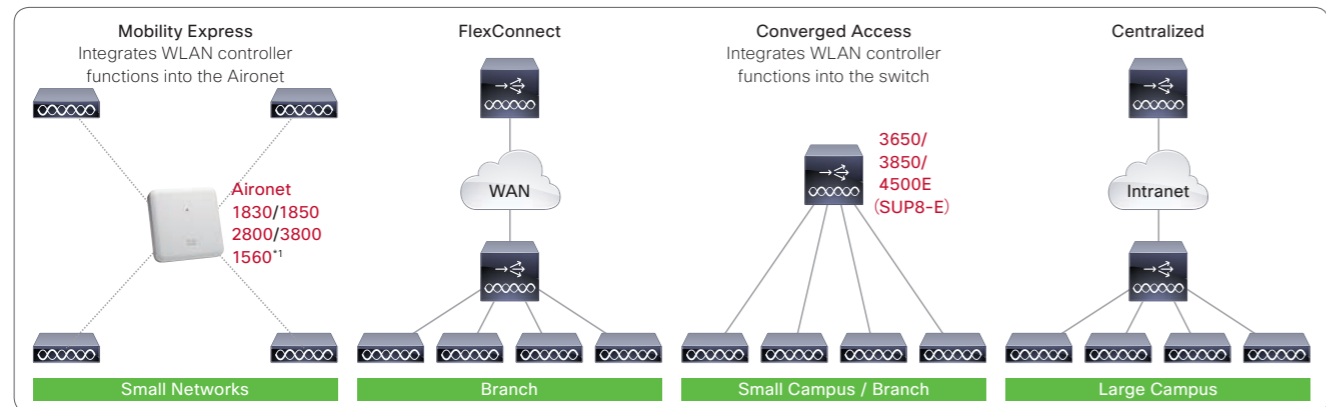 Mobility Express
Integrates WLAN controller
functions into the Aironet
Aironet
1830/1850
2800/3800
1560*1
Small Networks
FlexConnect
WAN
Branch
Converged Access
Integrates WLAN controller
functions into the switch
3650/
3850/
4500E
(SUP8-E)
Small Campus / Branch
Centralized
Intranet
Large Campus